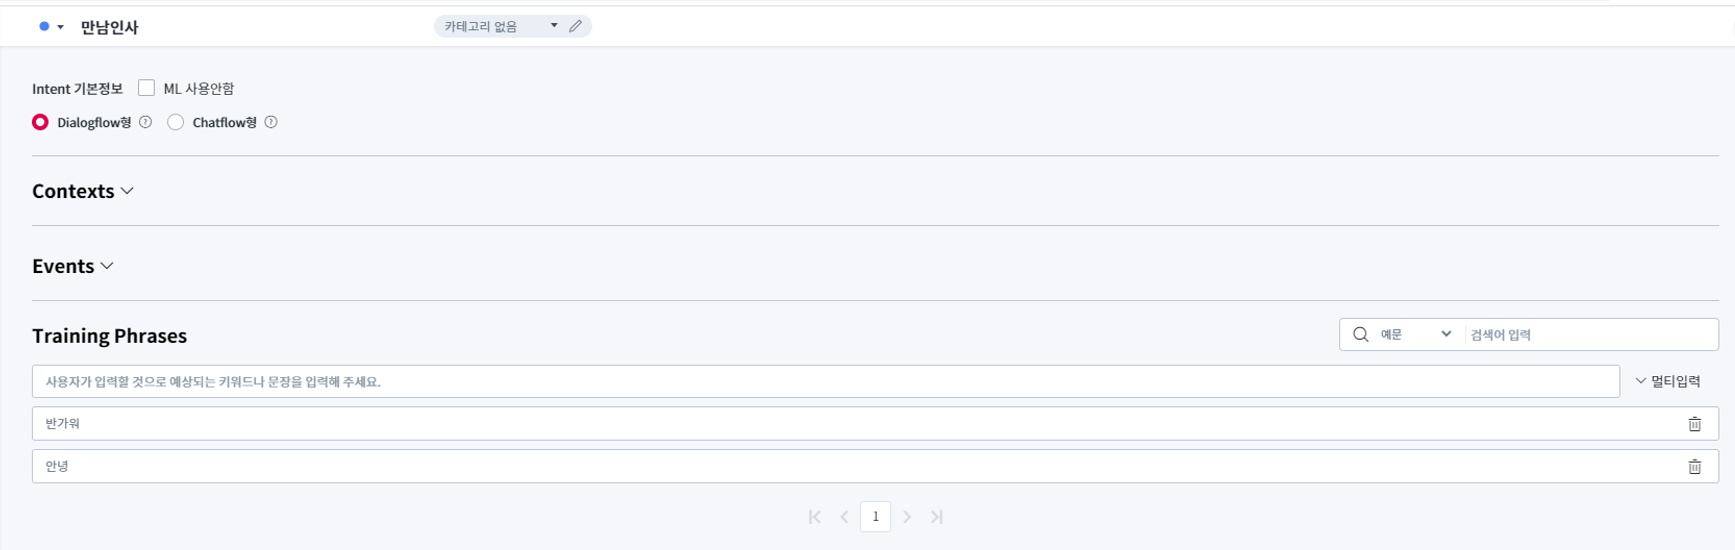 만남인사 카테고리 없음
Intent 기본정보 ML 사용안함
Dialogflow형 ? Chatflow형 ?
Contexts
Events
Training Phrases 예문 검색어 입력
사용자가 입력할 것으로 예상되는 키워드나 문장을 입력해 주세요. 멀티입력
반가워
안녕
1